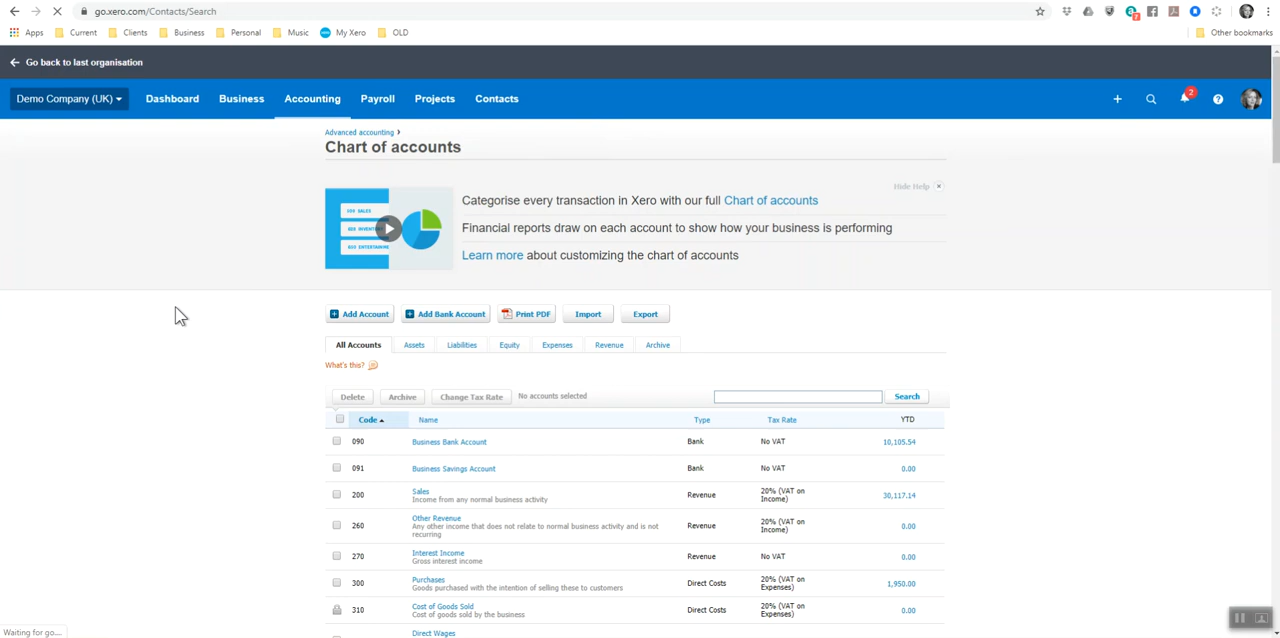 go.xero.com/Contacts/Search
7
Apps Current Clients Business Personal Music My Xero OLD Other bookmarks
Go back to last organisation
Demo Company (UK) Dashboard Business Accounting Payroll Projects Contacts 2
Advanced accounting ›
Chart of accounts
Hide Help
Categorise every transaction in Xero with our full Chart of accounts
Financial reports draw on each account to show how your business is performing
Learn more about customizing the chart of accounts
Add Account Add Bank Account Print PDF Import Export
All Accounts Assets Liabilities Equity Expenses Revenue Archive
What's this?
Delete Archive Change Tax Rate No accounts selected Search
Code Name Type Tax Rate YTD
090 Business Bank Account Bank No VAT 10,105.54
091 Business Savings Account Bank No VAT 0.00
200 Sales Revenue 20% (VAT on Income) 30,117.14
Income from any normal business activity
260 Other Revenue Revenue 20% (VAT on Income) 0.00
Any other income that does not relate to normal business activity and is not
recurring
270 Interest Income Revenue No VAT 0.00
Gross interest income
300 Purchases Direct Costs 20% (VAT on Expenses) 1,950.00
Goods purchased with the intention of selling these to customers
310 Cost of Goods Sold Direct Costs 20% (VAT on Expenses) 0.00
Cost of goods sold by the business
Direct Wages
Waiting for go....